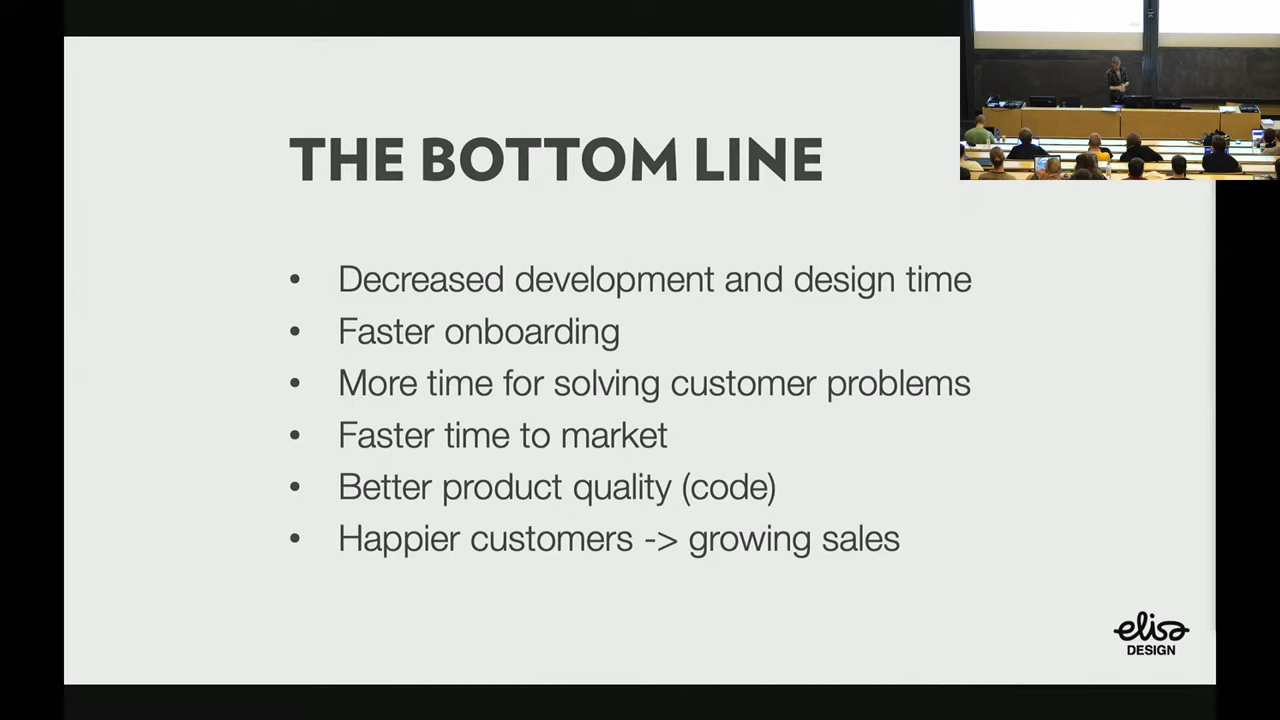 THE BOTTOM LINE
• Decreased development and design time
• Faster onboarding
• More time for solving customer problems
• Faster time to market
• Better product quality (code)
• Happier customers -> growing sales
elisa
DESIGN